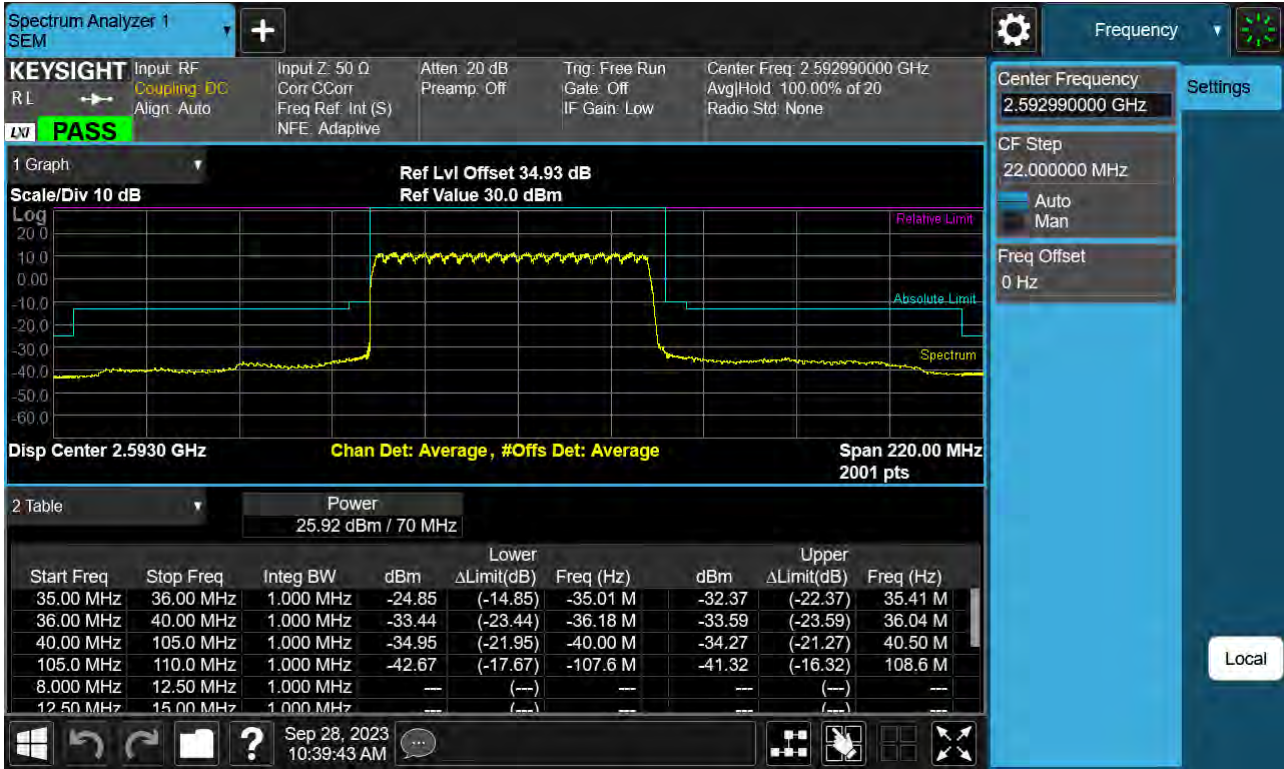 Spectrum Analyzer 1
SEM
+
Frequency
KEYSIGHT
R L
LXI
PASS
Input: RF
Coupling: DC
Align: Auto
Input Z: 50 Ω
Corr CCorr
Freq Ref: Int (S)
NFE: Adaptive
Atten: 20 dB
Preamp: Off
Trig: Free Run
Gate: Off
IF Gain: Low
Center Freq: 2.592990000 GHz
Avg|Hold: 100.00% of 20
Radio Std: None
Center Frequency
2.592990000 GHz
Settings
CF Step
22.000000 MHz
Auto
Man
Freq Offset
0 Hz
Local
1 Graph
Scale/Div 10 dB
Ref Lvl Offset 34.93 dB
Ref Value 30.0 dBm
Log
20.0
10.0
0.00
-10.0
-20.0
-30.0
-40.0
-50.0
-60.0
Relative Limit
Absolute Limit
Spectrum
Disp Center 2.5930 GHz Chan Det: Average , #Offs Det: Average Span 220.00 MHz
2001 pts
2 Table
Power
25.92 dBm / 70 MHz
Lower Upper
Start Freq Stop Freq Integ BW dBm ΔLimit(dB) Freq (Hz) dBm ΔLimit(dB) Freq (Hz)
35.00 MHz 36.00 MHz 1.000 MHz -24.85 (-14.85) -35.01 M -32.37 (-22.37) 35.41 M
36.00 MHz 40.00 MHz 1.000 MHz -33.44 (-23.44) -36.18 M -33.59 (-23.59) 36.04 M
40.00 MHz 105.0 MHz 1.000 MHz -34.95 (-21.95) -40.00 M -34.27 (-21.27) 40.50 M
105.0 MHz 110.0 MHz 1.000 MHz -42.67 (-17.67) -107.6 M -41.32 (-16.32) 108.6 M
8.000 MHz 12.50 MHz 1.000 MHz --- (---) --- --- (---) ---
12.50 MHz 15.00 MHz 1.000 MHz --- (---) --- --- (---) ---
?
Sep 28, 2023
10:39:43 AM